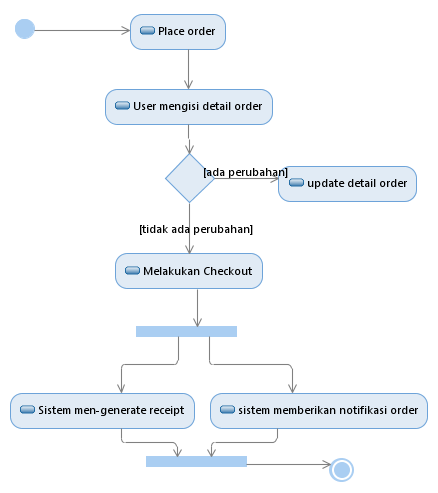 Place order
User mengisi detail order
[ada perubahan]
update detail order
[tidak ada perubahan]
Melakukan Checkout
Sistem men-generate receipt
sistem memberikan notifikasi order